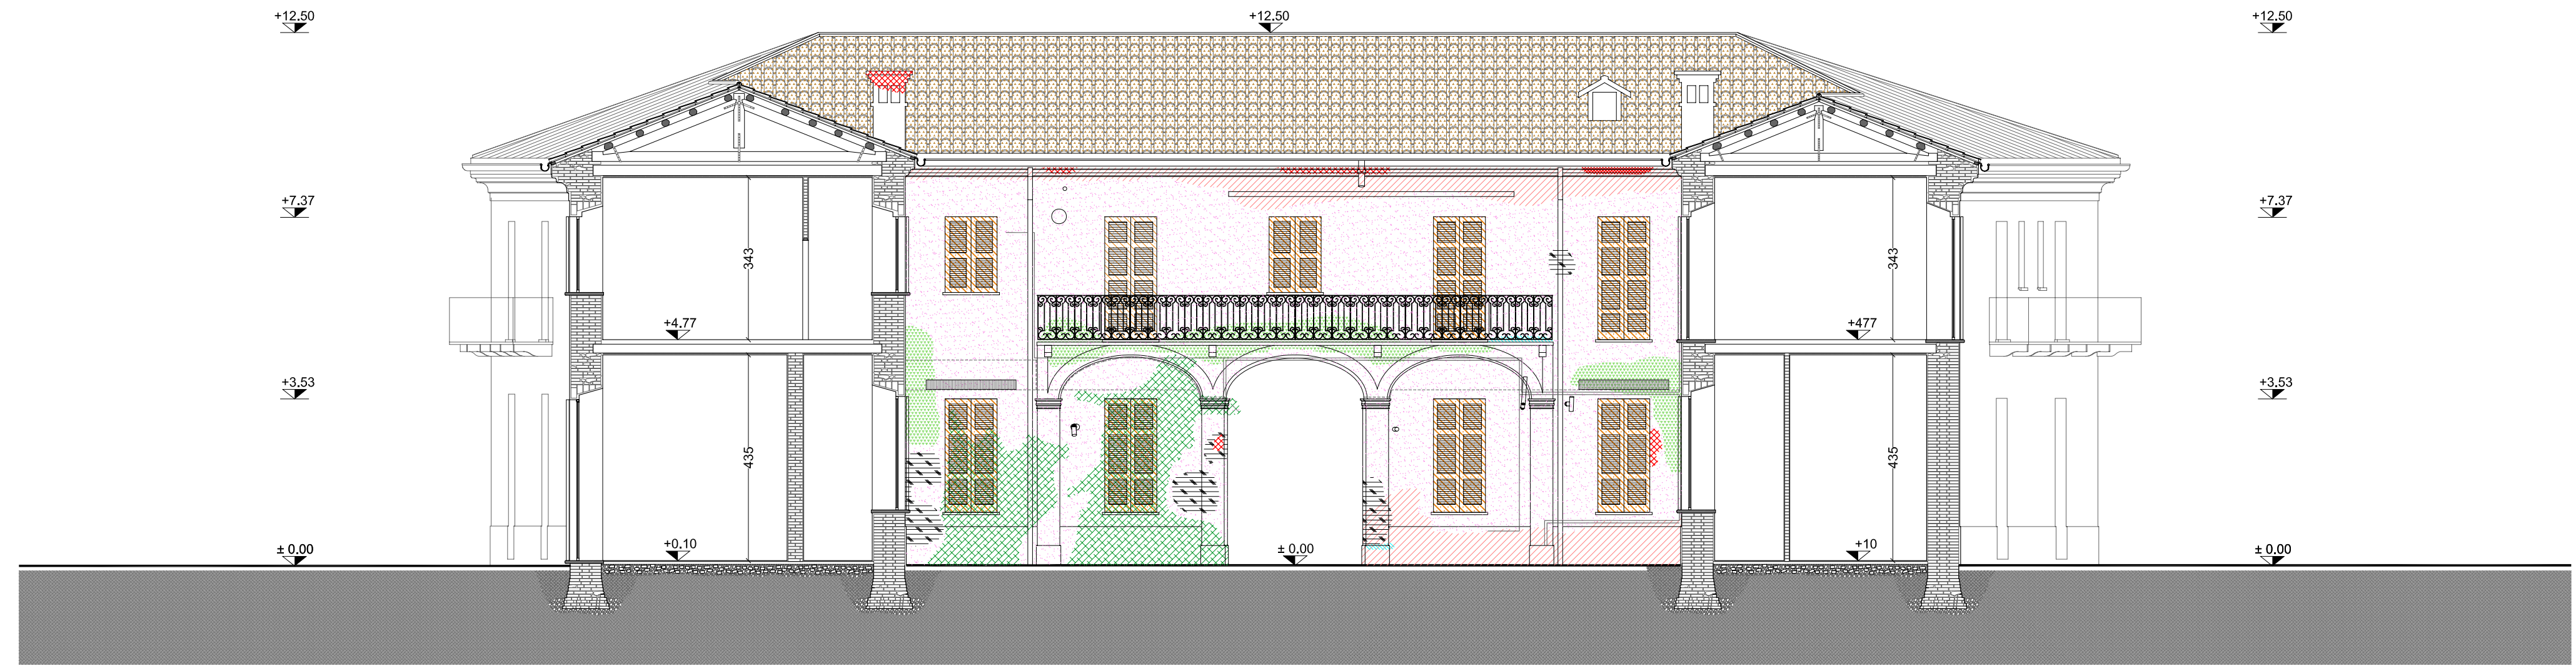 +12.50 +12.50 +12.50
+7.37 +7.37
343 343
+4.77 +477
+3.53 +3.53
435 435
± 0.00 +0.10 ± 0.00 +10 ± 0.00